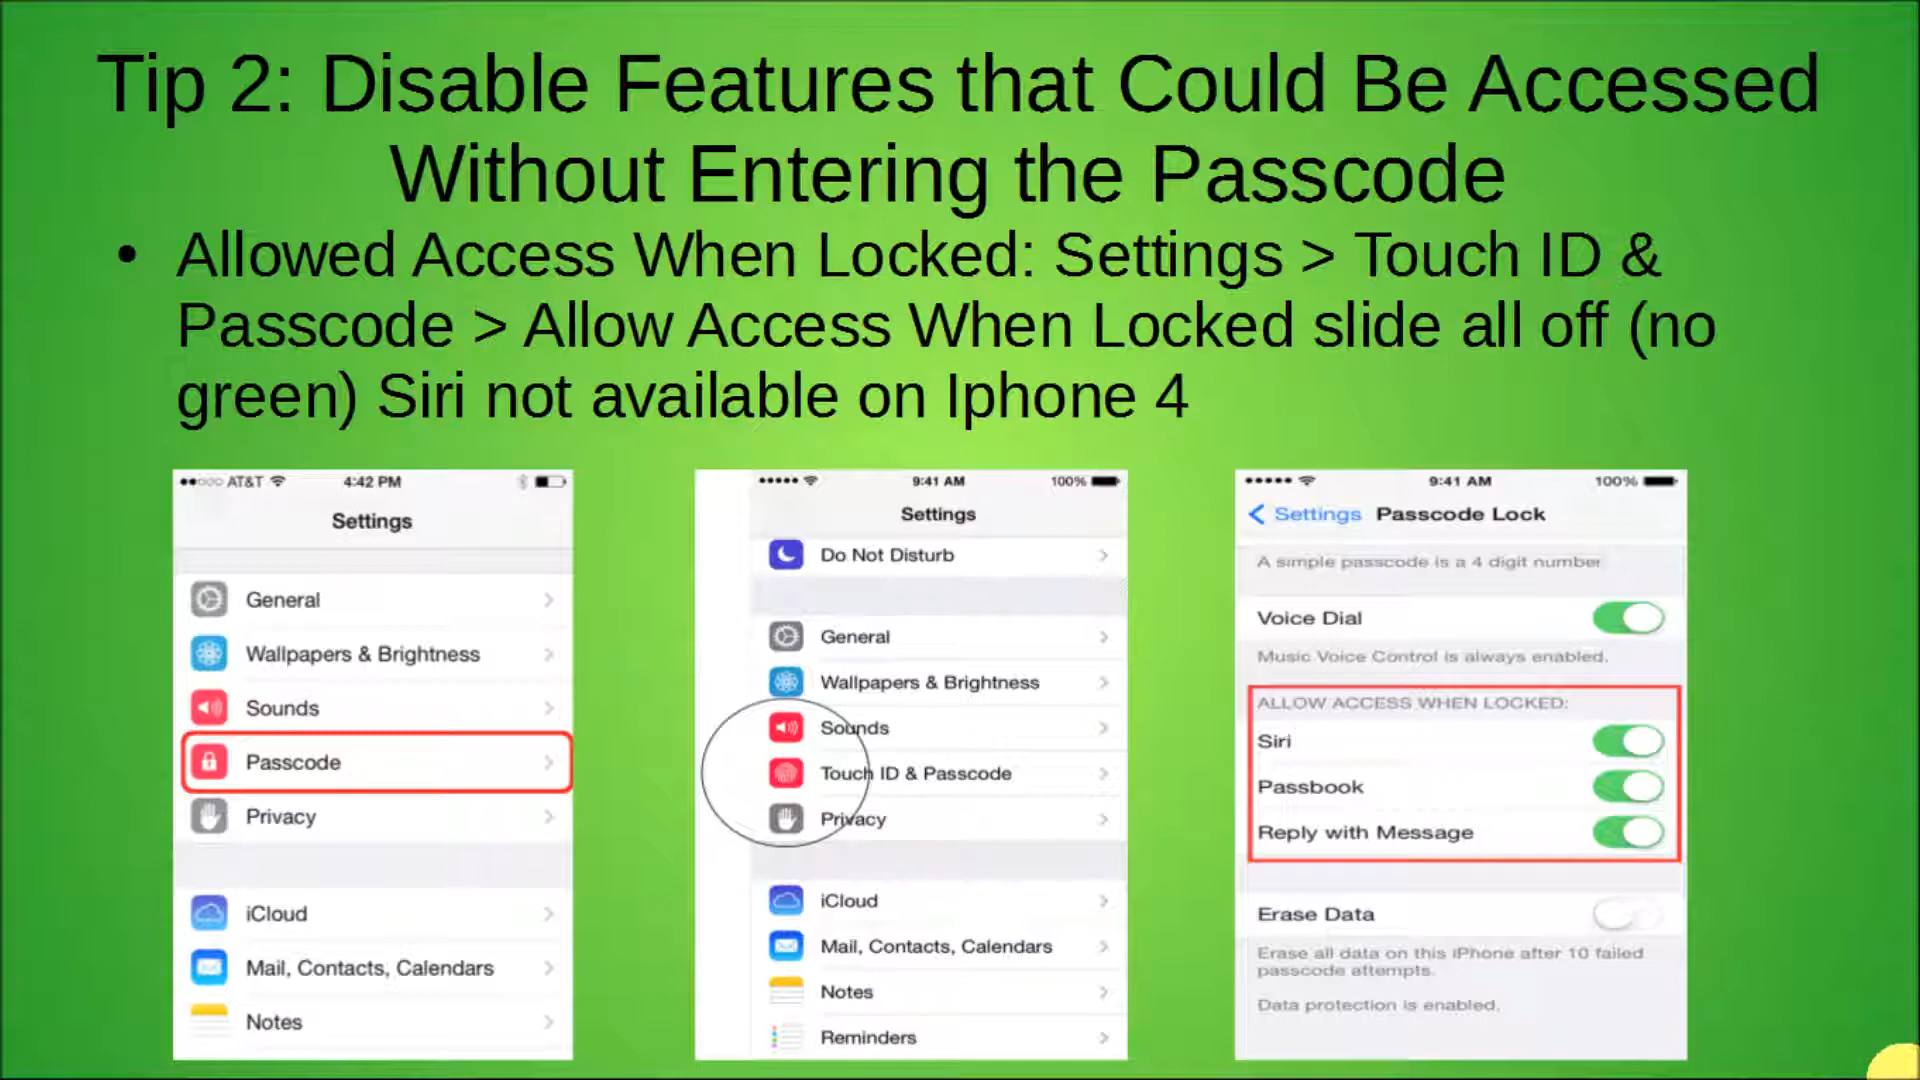 Tip 2: Disable Features that Could Be Accessed
Without Entering the Passcode
• Allowed Access When Locked: Settings > Touch ID &
Passcode > Allow Access When Locked slide all off (no
green) Siri not available on Iphone 4
AT&T 4:42 PM
Settings
General
Wallpapers & Brightness
Sounds
Passcode
Privacy
iCloud
Mail, Contacts, Calendars
Notes
9:41 AM 100%
Settings
Do Not Disturb
General
Wallpapers & Brightness
Sounds
Touch ID & Passcode
Privacy
iCloud
Mail, Contacts, Calendars
Notes
Reminders
9:41 AM 100%
Settings Passcode Lock
A simple passcode is a 4 digit number
Voice Dial
Music Voice Control is always enabled.
ALLOW ACCESS WHEN LOCKED:
Siri
Passbook
Reply with Message
Erase Data
Erase all data on this iPhone after 10 failed
passcode attempts.
Data protection is enabled.